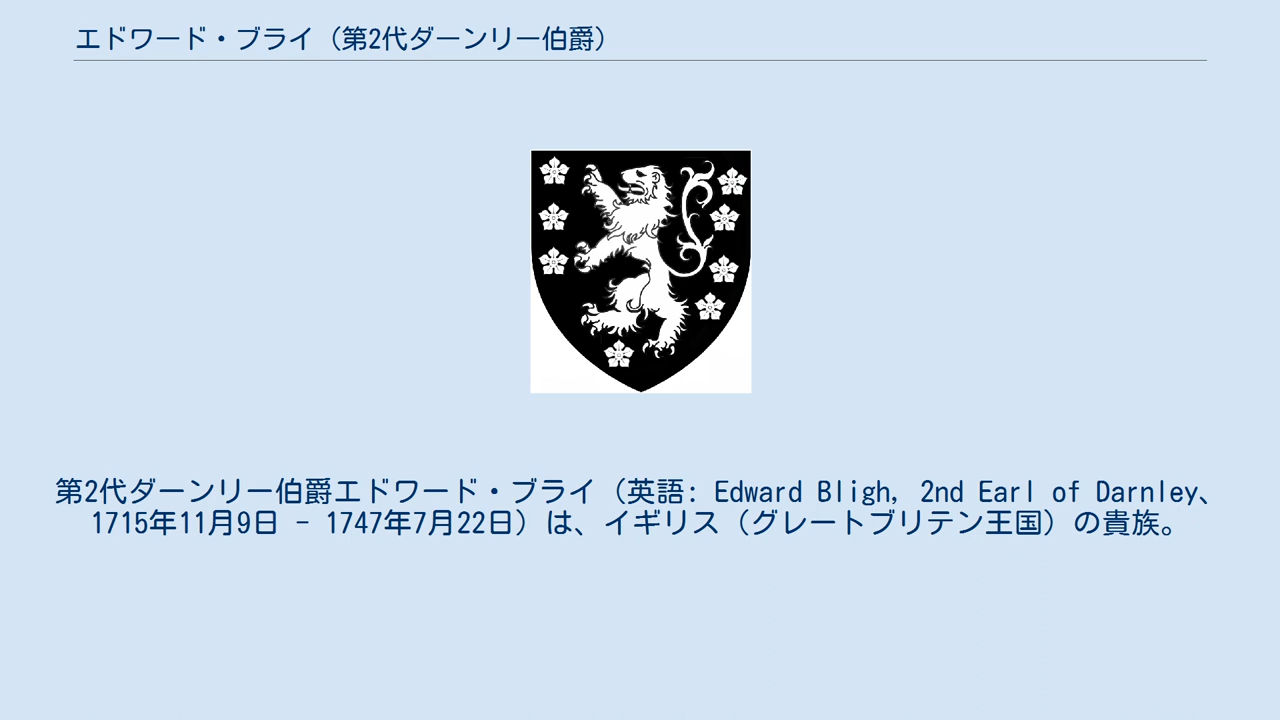 エドワード・ブライ（第2代ダーンリー伯爵）
第2代ダーンリー伯爵エドワード・ブライ（英語: Edward Bligh, 2nd Earl of Darnley、
1715年11月9日 - 1747年7月22日）は、イギリス（グレートブリテン王国）の貴族。